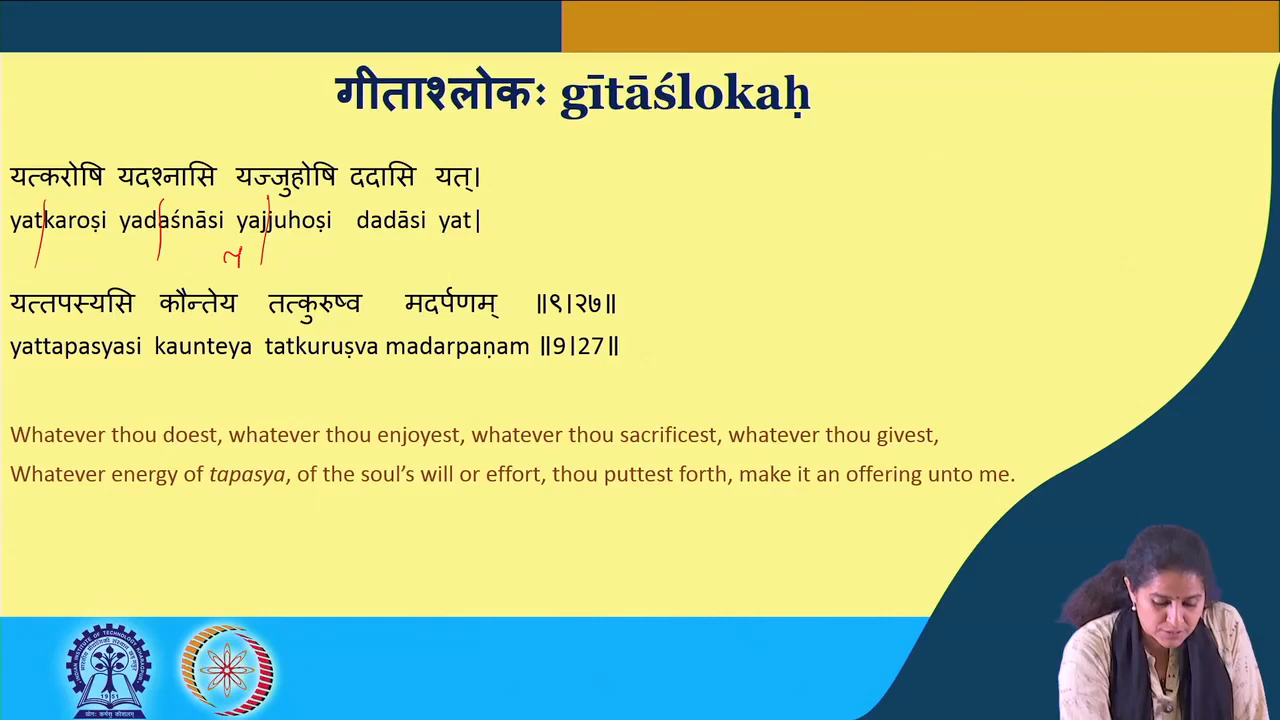 गीताश्लोकः gītāślokaḥ
यत्करोषि यदश्नासि यज्जुहोषि ददासि यत्।
yatkaroṣi yadaśnāsi yajjuhoṣi dadāsi yat|
यत्तपस्यसि कौन्तेय तत्कुरुष्व मदर्पणम् ॥९।२७॥
yattapasyasi kaunteya tatkuruṣva madarpaṇam ॥9।27॥
Whatever thou doest, whatever thou enjoyest, whatever thou sacrificest, whatever thou givest,
Whatever energy of tapasya, of the soul’s will or effort, thou puttest forth, make it an offering unto me.
1951